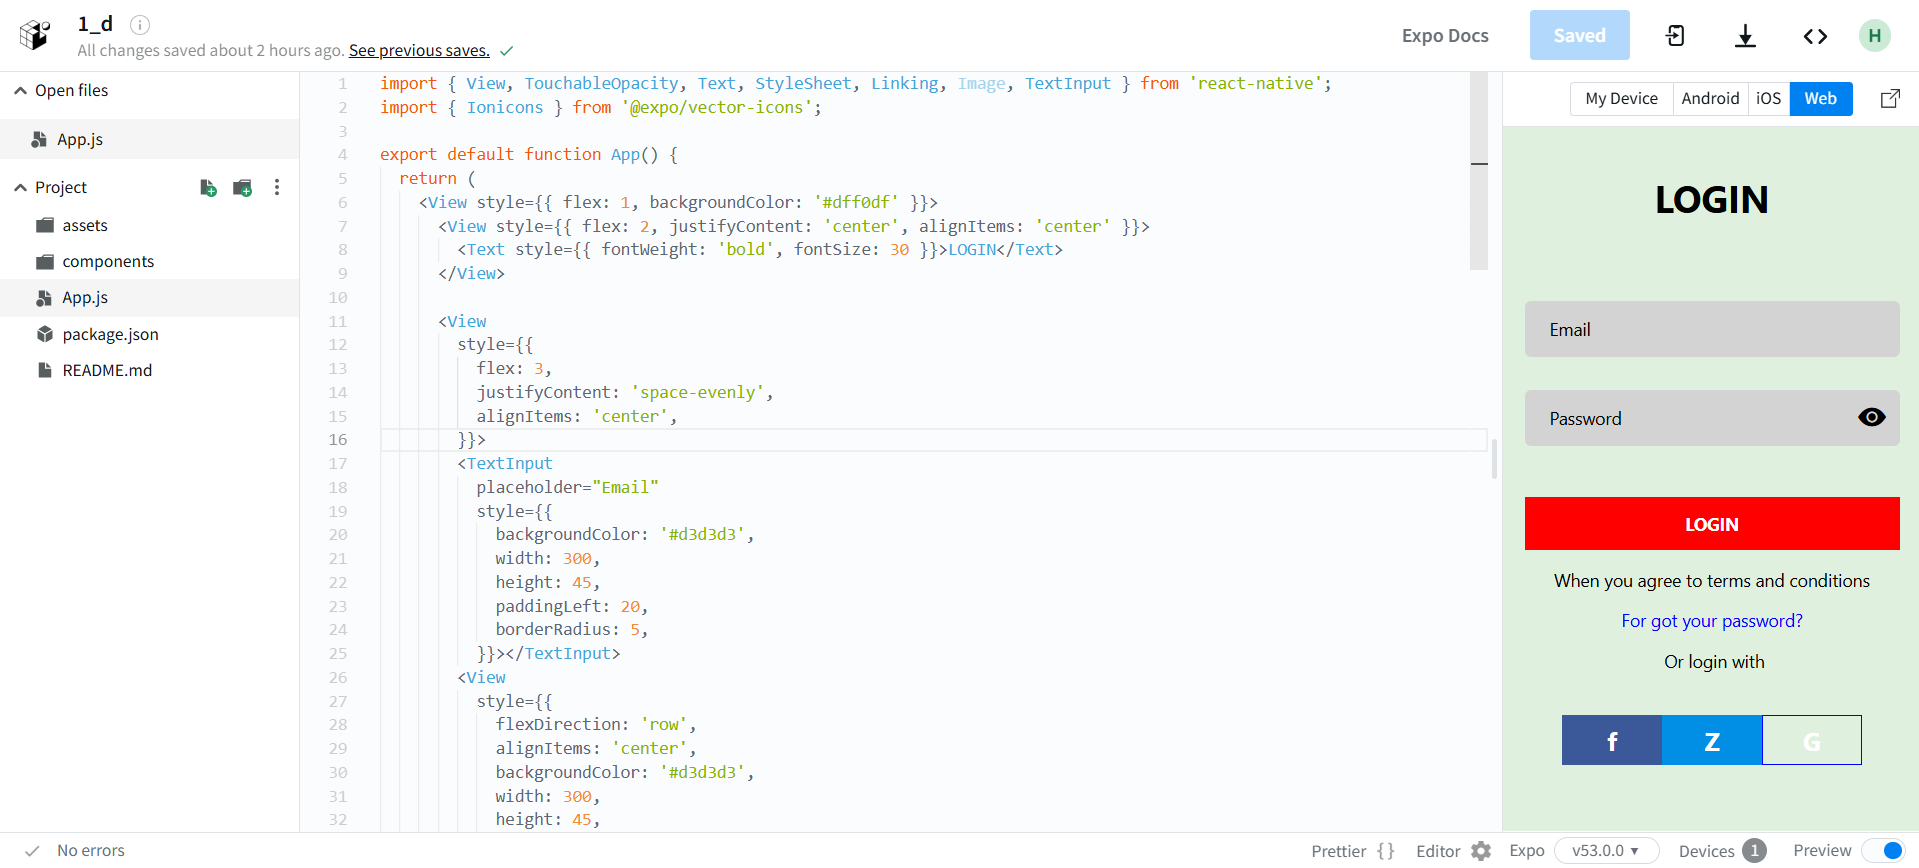 1_d
All changes saved about 2 hours ago. See previous saves.
Expo Docs
Saved
H
Open files
App.js
Project
assets
components
App.js
package.json
README.md
1 import { View, TouchableOpacity, Text, StyleSheet, Linking, Image, TextInput } from 'react-native';
2 import { Ionicons } from '@expo/vector-icons';
3
4 export default function App() {
5 return (
6 <View style={{ flex: 1, backgroundColor: '#dff0df' }}>
7 <View style={{ flex: 2, justifyContent: 'center', alignItems: 'center' }}>
8 <Text style={{ fontWeight: 'bold', fontSize: 30 }}>LOGIN</Text>
9 </View>
10
11 <View
12 style={{
13 flex: 3,
14 justifyContent: 'space-evenly',
15 alignItems: 'center',
16 }}>
17 <TextInput
18 placeholder="Email"
19 style={{
20 backgroundColor: '#d3d3d3',
21 width: 300,
22 height: 45,
23 paddingLeft: 20,
24 borderRadius: 5,
25 }}></TextInput>
26 <View
27 style={{
28 flexDirection: 'row',
29 alignItems: 'center',
30 backgroundColor: '#d3d3d3',
31 width: 300,
32 height: 45,
My Device Android iOS Web
LOGIN
Email
Password
LOGIN
When you agree to terms and conditions
For got your password?
Or login with
f Z G
No errors
Prettier {} Editor Expo v53.0.0 Devices 1 Preview